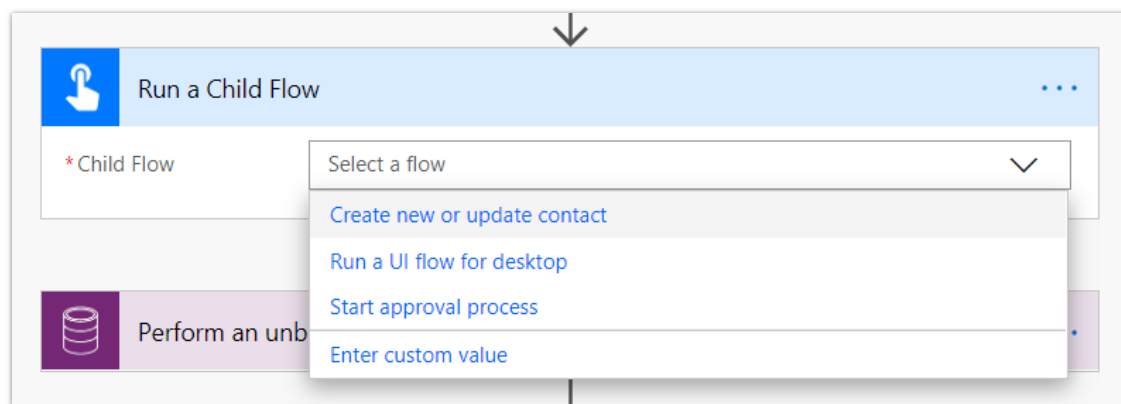 Run a Child Flow
...
* Child Flow
Select a flow
Create new or update contact
Run a UI flow for desktop
Start approval process
Perform an unb
Enter custom value